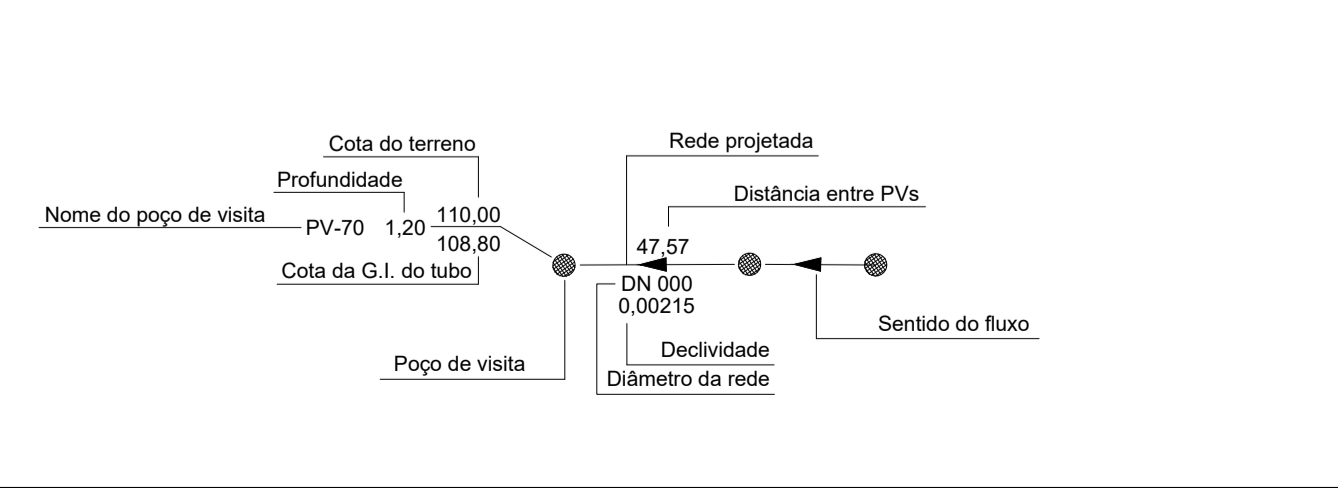 Cota do terreno
Rede projetada
Profundidade
Distância entre PVs
Nome do poço de visita
PV-70 1,20 110,00
108,80
47,57
Cota da G.I. do tubo
DN 000
0,00215
Sentido do fluxo
Poço de visita
Declividade
Diâmetro da rede